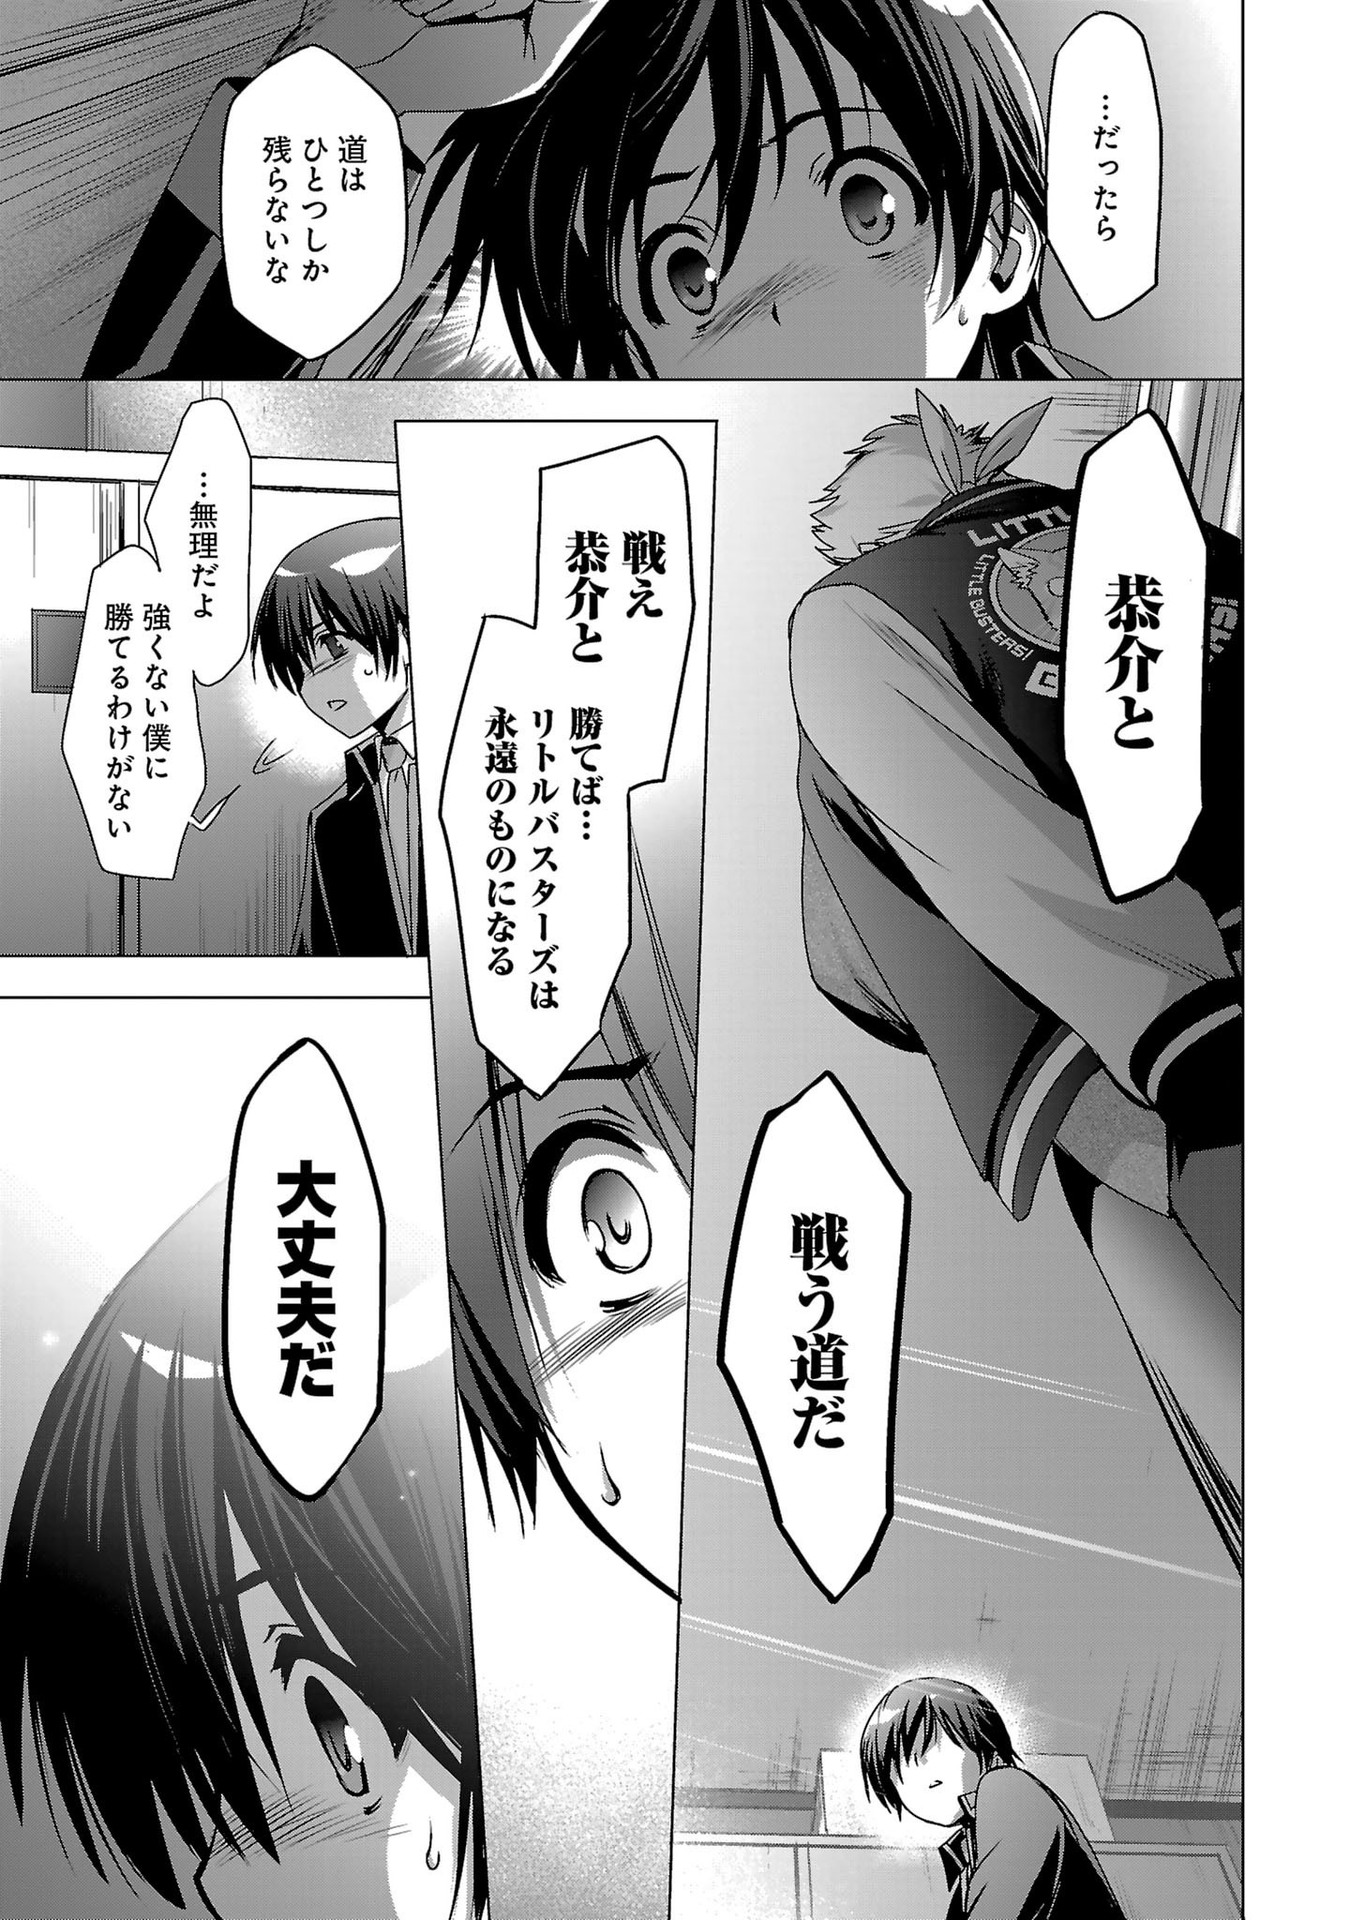 …だったら
道は
ひとつしか
残らないな
恭介と
LITTLE BUSTERS!
戦う道だ
戦え
恭介と
勝てば…
リトルバスターズは
永遠のものになる
…無理だよ
強くない僕に
勝てるわけがない
大丈夫だ